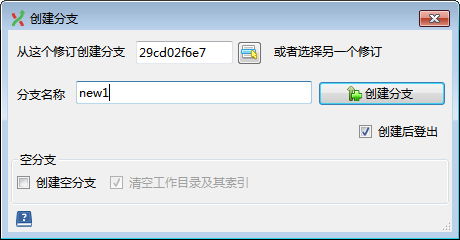 创建分支
从这个修订创建分支 29cd02f6e7 或者选择另一个修订
分支名称 new1 创建分支
创建后登出
空分支
创建空分支 清空工作目录及其索引
?